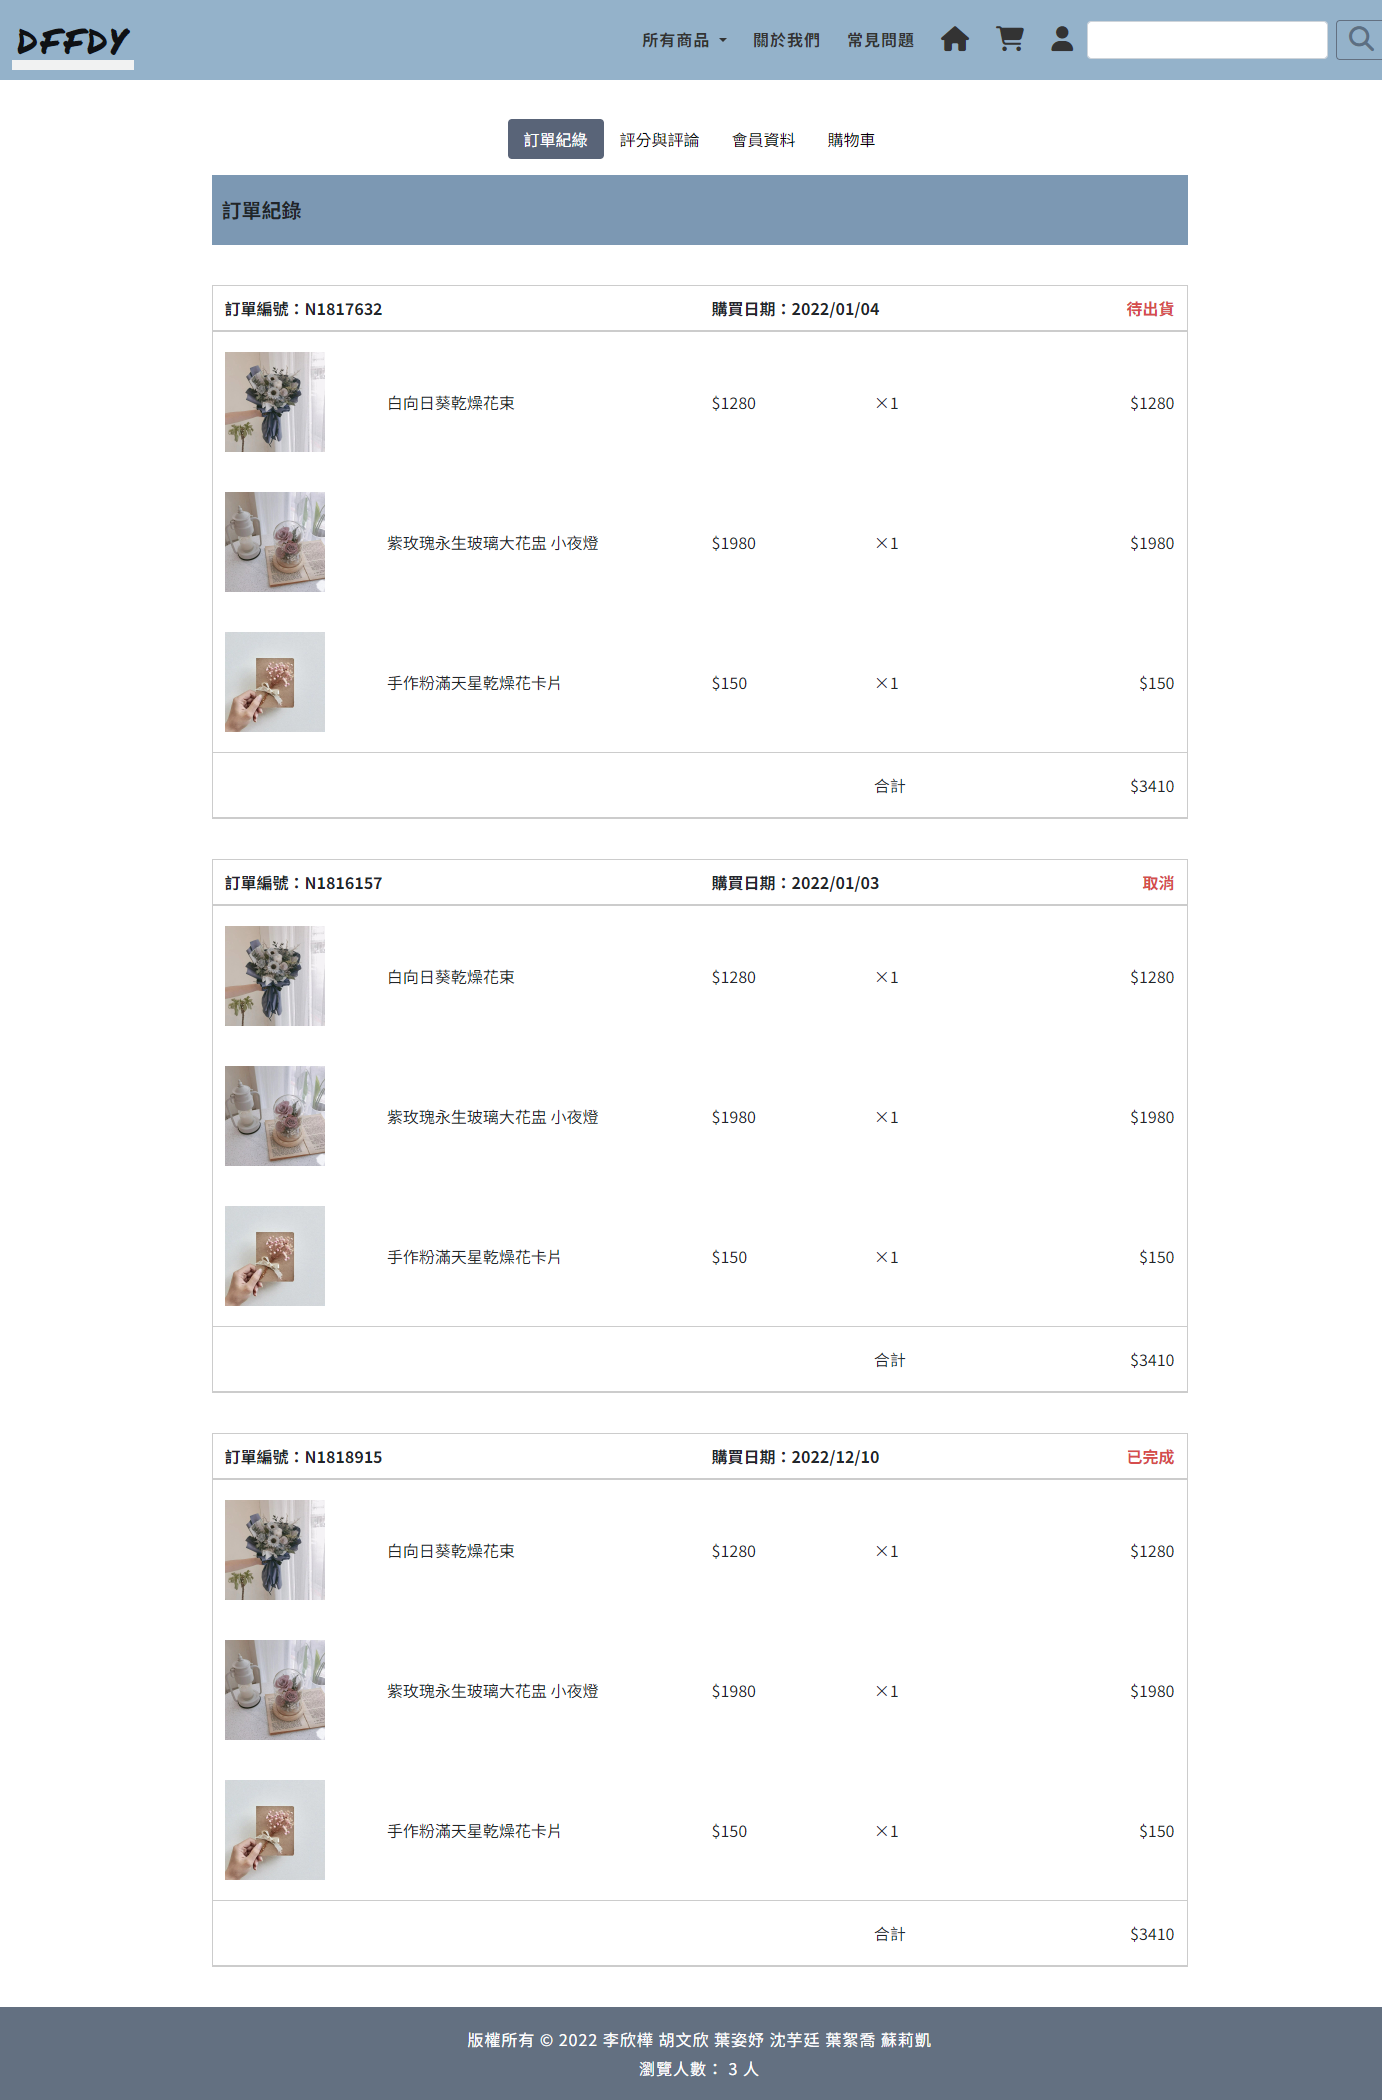 DFFDY
所有商品 關於我們 常見問題
訂單紀綠 評分與評論 會員資料 購物車
訂單紀錄
訂單編號：N1817632 購買日期：2022/01/04 待出貨
白向日葵乾燥花束 $1280 ×1 $1280
紫玫瑰永生玻璃大花盅 小夜燈 $1980 ×1 $1980
手作粉滿天星乾燥花卡片 $150 ×1 $150
合計 $3410
訂單編號：N1816157 購買日期：2022/01/03 取消
白向日葵乾燥花束 $1280 ×1 $1280
紫玫瑰永生玻璃大花盅 小夜燈 $1980 ×1 $1980
手作粉滿天星乾燥花卡片 $150 ×1 $150
合計 $3410
訂單編號：N1818915 購買日期：2022/12/10 已完成
白向日葵乾燥花束 $1280 ×1 $1280
紫玫瑰永生玻璃大花盅 小夜燈 $1980 ×1 $1980
手作粉滿天星乾燥花卡片 $150 ×1 $150
合計 $3410
版權所有 © 2022 李欣樺 胡文欣 葉姿妤 沈芋廷 葉絮喬 蘇莉凱
瀏覽人數： 3 人